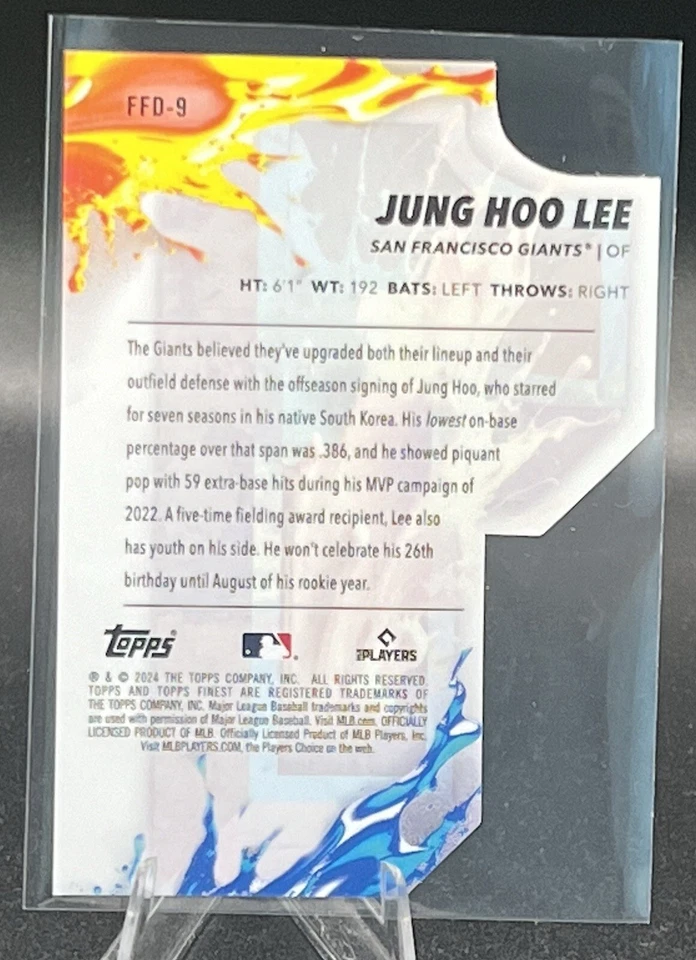 FFD-9
JUNG HOO LEE
SAN FRANCISCO GIANTS® | OF
HT: 6'1" WT: 192 BATS: LEFT THROWS: RIGHT
The Giants believed they've upgraded both their lineup and their
outfield defense with the offseason signing of Jung Hoo, who starred
for seven seasons in his native South Korea. His lowest on-base
percentage over that span was .386, and he showed piquant
pop with 59 extra-base hits during his MVP campaign of
2022. A five-time fielding award recipient, Lee also
has youth on his side. He won't celebrate his 26th
birthday until August of his rookie year.
topps®
MLB PLAYERS
® & © 2024 THE TOPPS COMPANY, INC. ALL RIGHTS RESERVED.
TOPPS AND TOPPS FINEST ARE REGISTERED TRADEMARKS OF
THE TOPPS COMPANY, INC. Major League Baseball trademarks and copyrights
are used with permission of Major League Baseball. Visit MLB.com. OFFICIALLY
LICENSED PRODUCT OF MLB. Officially Licensed Product of MLB Players, Inc.
Visit MLBPLAYERS.COM, the Players Choice on the web.